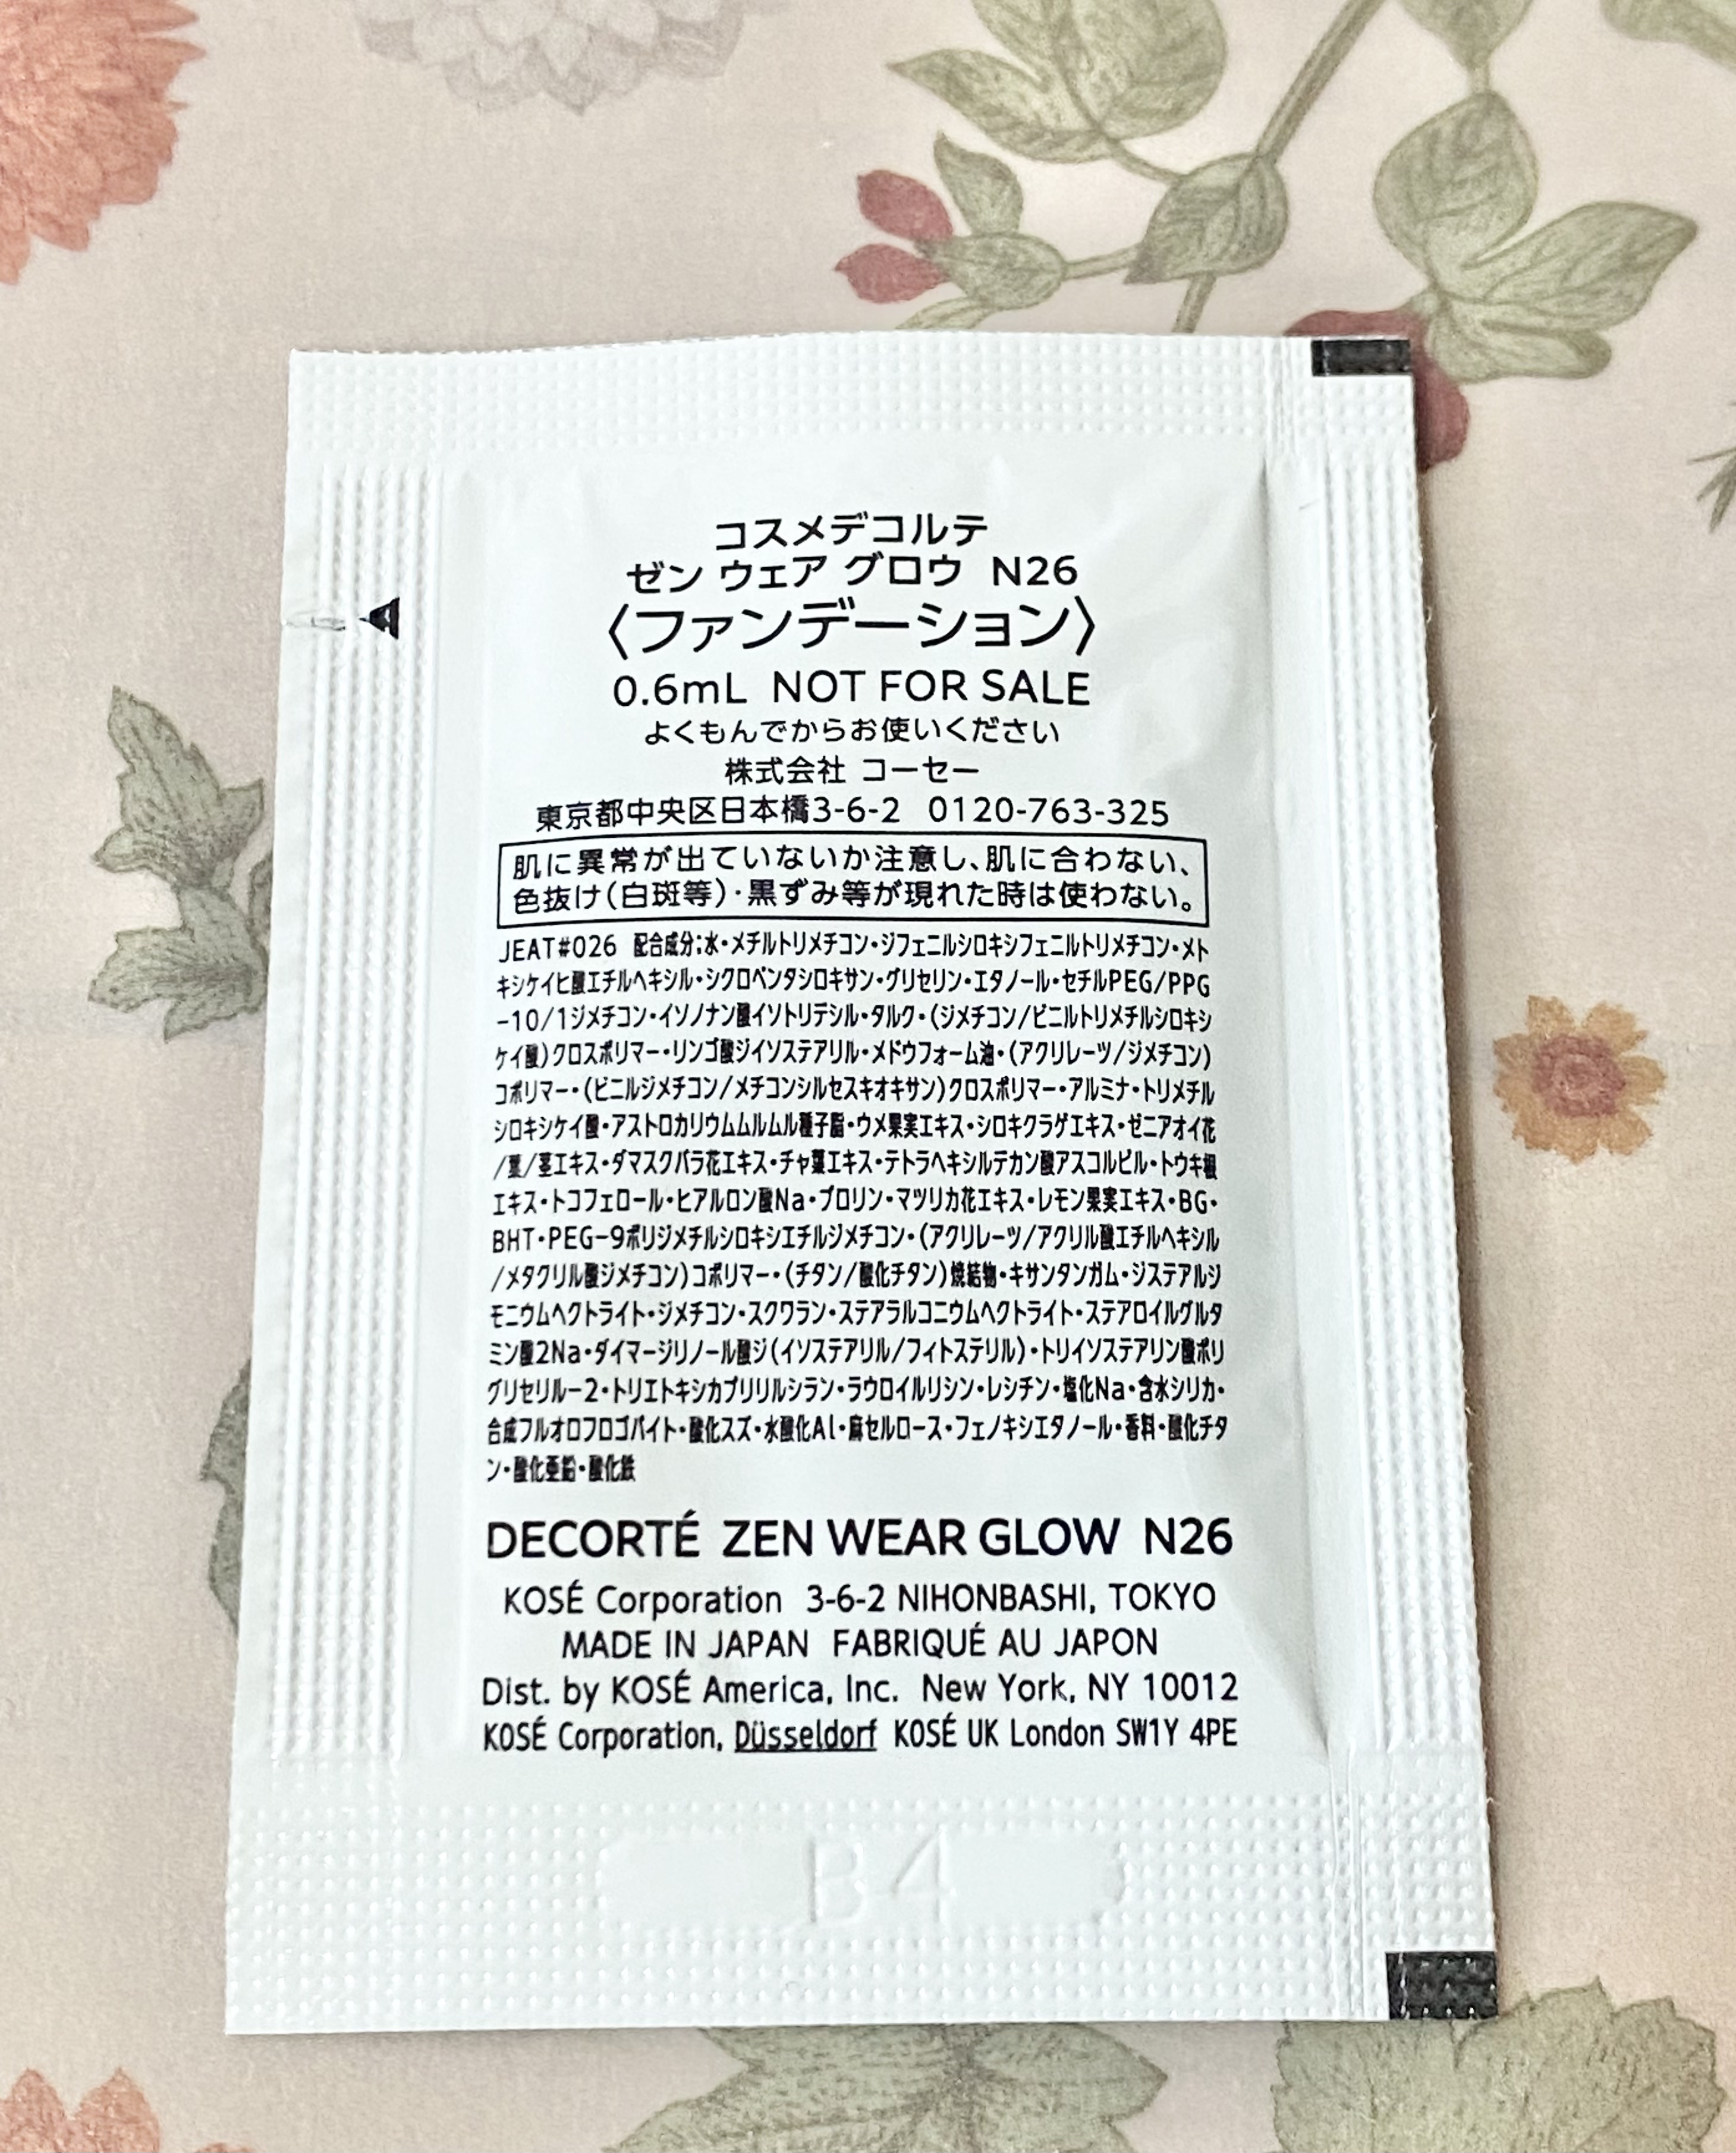 コスメデコルテ
ゼン ウェア グロウ N26
〈ファンデーション〉
0.6mL NOT FOR SALE
よくもんでからお使いください
株式会社 コーセー
東京都中央区日本橋3-6-2 0120-763-325
肌に異常が出ていないか注意し、肌に合わない、
色抜け(白斑等)・黒ずみ等が現れた時は使わない。
JEAT#026 配合成分:水・メチルトリメチコン・ジフェニルシロキシフェニルトリメチコン・メト
キシケイヒ酸エチルヘキシル・シクロペンタシロキサン・グリセリン・エタノール・セチルPEG/PPG
-10/1ジメチコン・イソノナン酸イソトリデシル・タルク・(ジメチコン/ビニルトリメチルシロキシ
ケイ酸)クロスポリマー・リンゴ酸ジイソステアリル・メドウフォーム油・(アクリレーツ/ジメチコン)
コポリマー・(ビニルジメチコン/メチコンシルセスキオキサン)クロスポリマー・アルミナ・トリメチル
シロキシケイ酸・アストロカリウムムルムル種子脂・ウメ果実エキス・シロキクラゲエキス・ゼニアオイ花
/葉/茎エキス・ダマスクバラ花エキス・チャ葉エキス・テトラヘキシルデカン酸アスコルビル・トウキ根
エキス・トコフェロール・ヒアルロン酸Na・プロリン・マツリカ花エキス・レモン果実エキス・BG・
BHT・PEG-9ポリジメチルシロキシエチルジメチコン・(アクリレーツ/アクリル酸エチルヘキシル
/メタクリル酸ジメチコン)コポリマー・(チタン/酸化チタン)焼結物・キサンタンガム・ジステアルジ
モニウムヘクトライト・ジメチコン・スクワラン・ステアラルコニウムヘクトライト・ステアロイルグルタ
ミン酸2Na・ダイマージリノール酸ジ(イソステアリル/フィトステリル)・トリイソステアリン酸ポリ
グリセリル-2・トリエトキシカプリリルシラン・ラウロイルリシン・レシチン・塩化Na・含水シリカ・
合成フルオロフロゴパイト・酸化スズ・水酸化Al・麻セルロース・フェノキシエタノール・香料・酸化チタ
ン・酸化亜鉛・酸化鉄
DECORTÉ ZEN WEAR GLOW N26
KOSÉ Corporation 3-6-2 NIHONBASHI, TOKYO
MADE IN JAPAN FABRIQUÉ AU JAPON
Dist. by KOSÉ America, Inc. New York, NY 10012
KOSÉ Corporation, Düsseldorf KOSÉ UK London SW1Y 4PE
B4